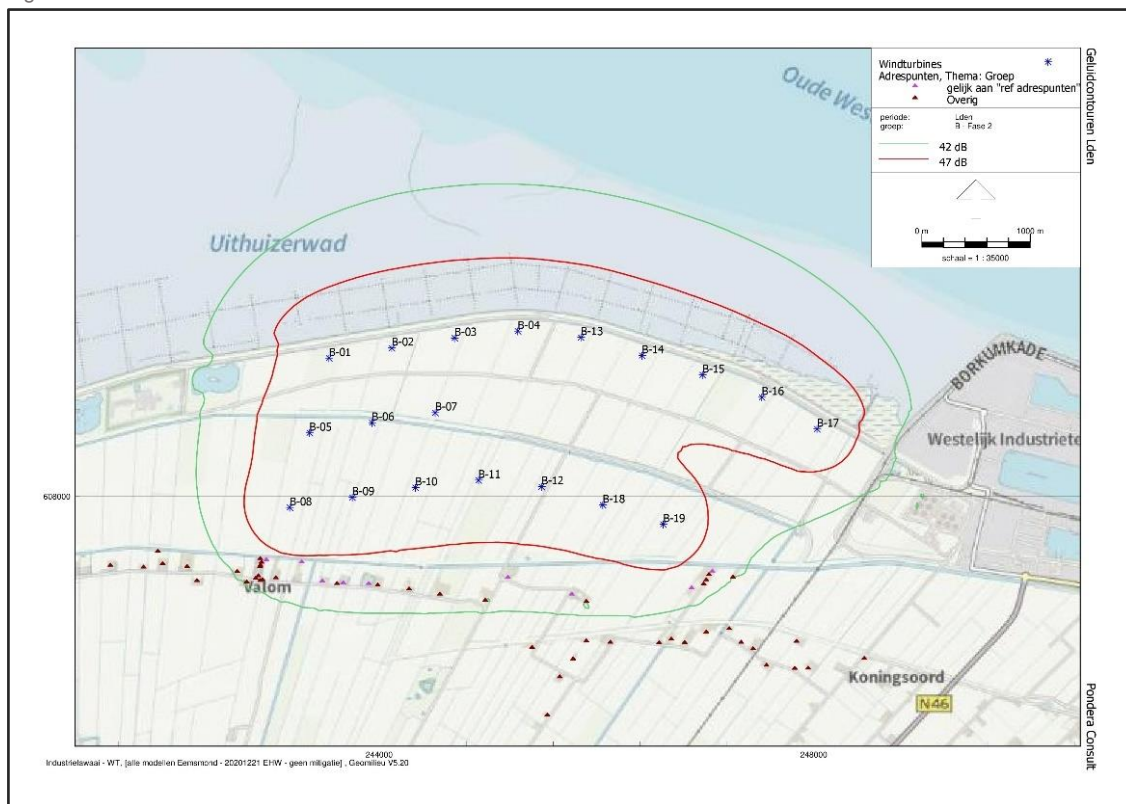 Oude Wes
Windturbines
Adrespunten, Thema: Groep
gelijk aan "ref adrespunten"
Overig
periode: Lden
groep: B - Fase 2
42 dB
47 dB
0 m 1000 m
schaal = 1 : 35000
Geluidcontouren Lden
Uithuizerwad
B-01
B-02
B-03
B-04
B-13
B-14
B-15
B-16
B-17
B-05
B-06
B-07
B-08
B-09
B-10
B-11
B-12
B-18
B-19
BORKUMKADE
Westelijk Industriete
608000
Valom
Koningsoord
N46
244000
248000
Pondera Consult
Industrielawaai - WT, [alle modellen Eemsmond - 20201221 EHW - geen mitigatie] , Geomilieu V5.20